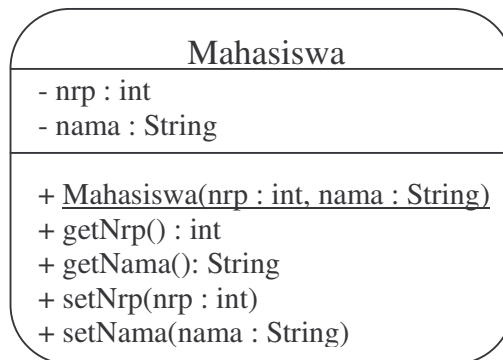 Mahasiswa
- nrp : int
- nama : String
+ Mahasiswa(nrp : int, nama : String)
+ getNrp() : int
+ getNama(): String
+ setNrp(nrp : int)
+ setNama(nama : String)